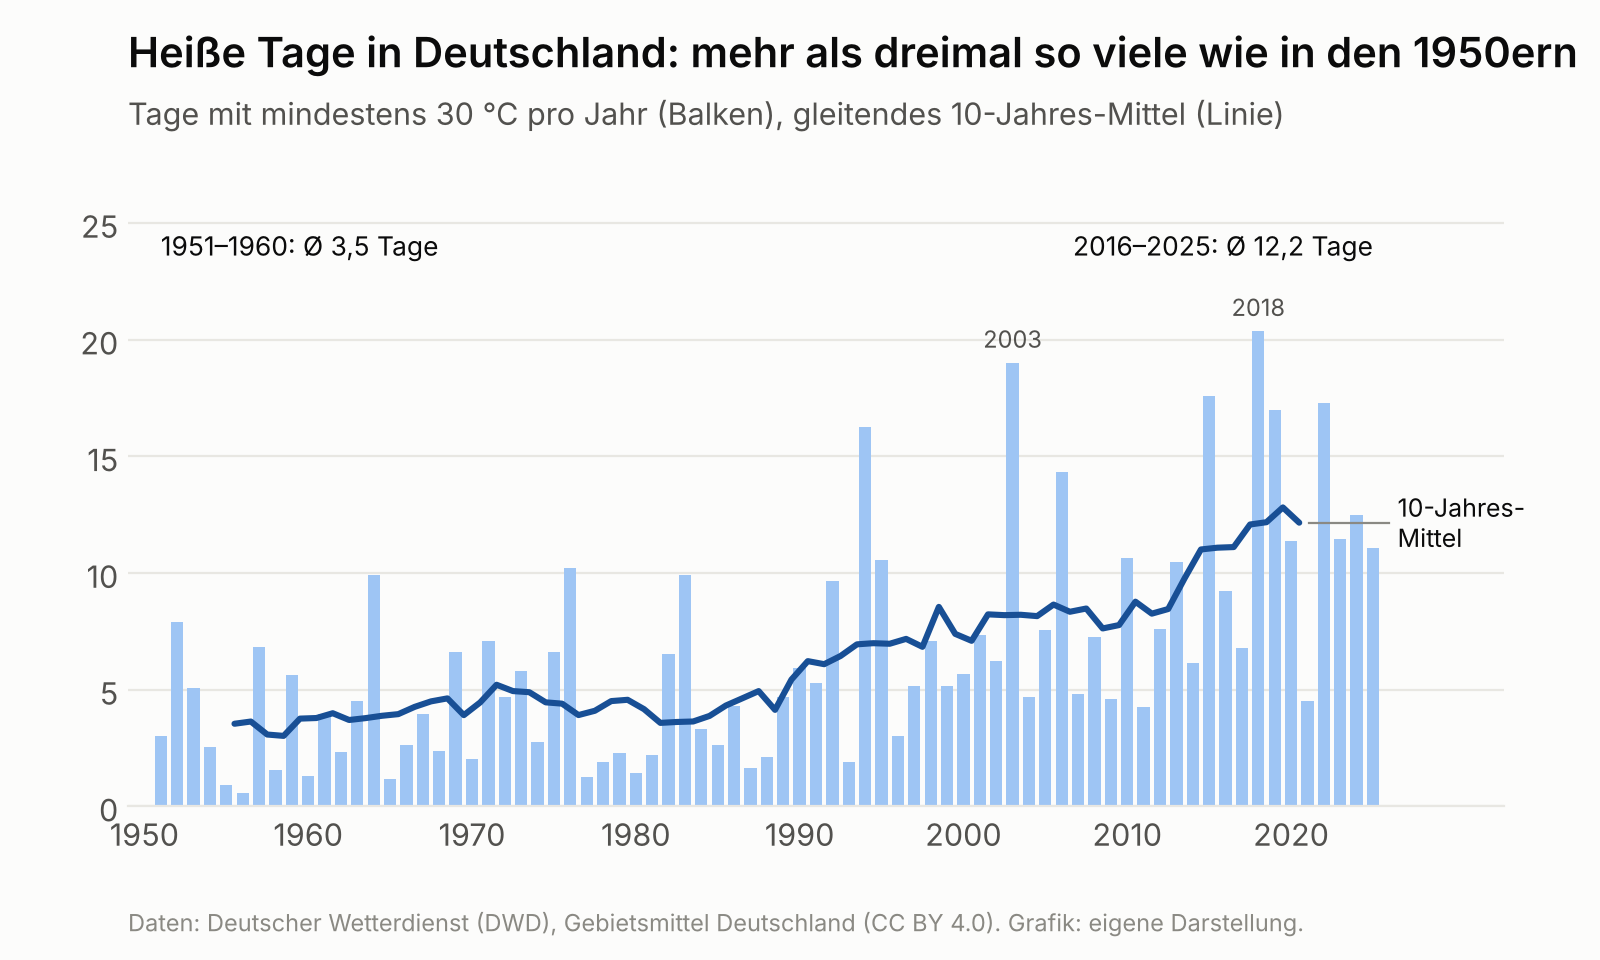 Heiße Tage in Deutschland: mehr als dreimal so viele wie in den 1950ern
Tage mit mindestens 30 °C pro Jahr (Balken), gleitendes 10-Jahres-Mittel (Linie)
25
1951–1960: Ø 3,5 Tage
2016–2025: Ø 12,2 Tage
2018
2003
20
15
10-Jahres-
Mittel
10
5
0
1950 1960 1970 1980 1990 2000 2010 2020
Daten: Deutscher Wetterdienst (DWD), Gebietsmittel Deutschland (CC BY 4.0). Grafik: eigene Darstellung.